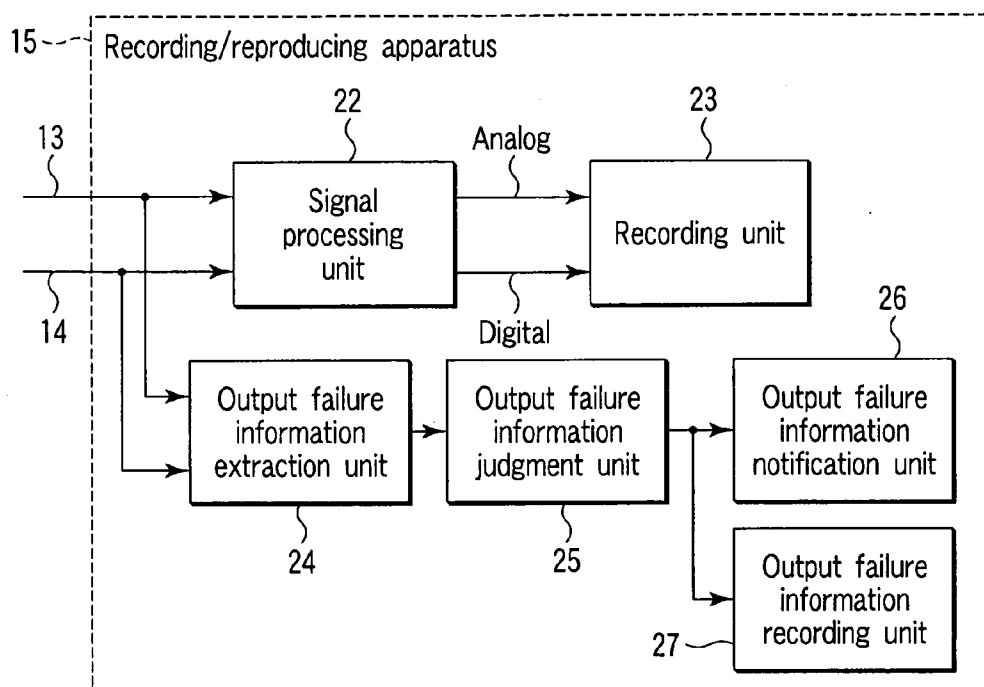 15
Recording/reproducing apparatus
13
22
Analog
23
Signal
processing
unit
Recording unit
14
Digital
26
Output failure
information
extraction unit
Output failure
information
judgment unit
Output failure
information
notification unit
24
25
Output failure
information
recording unit
27